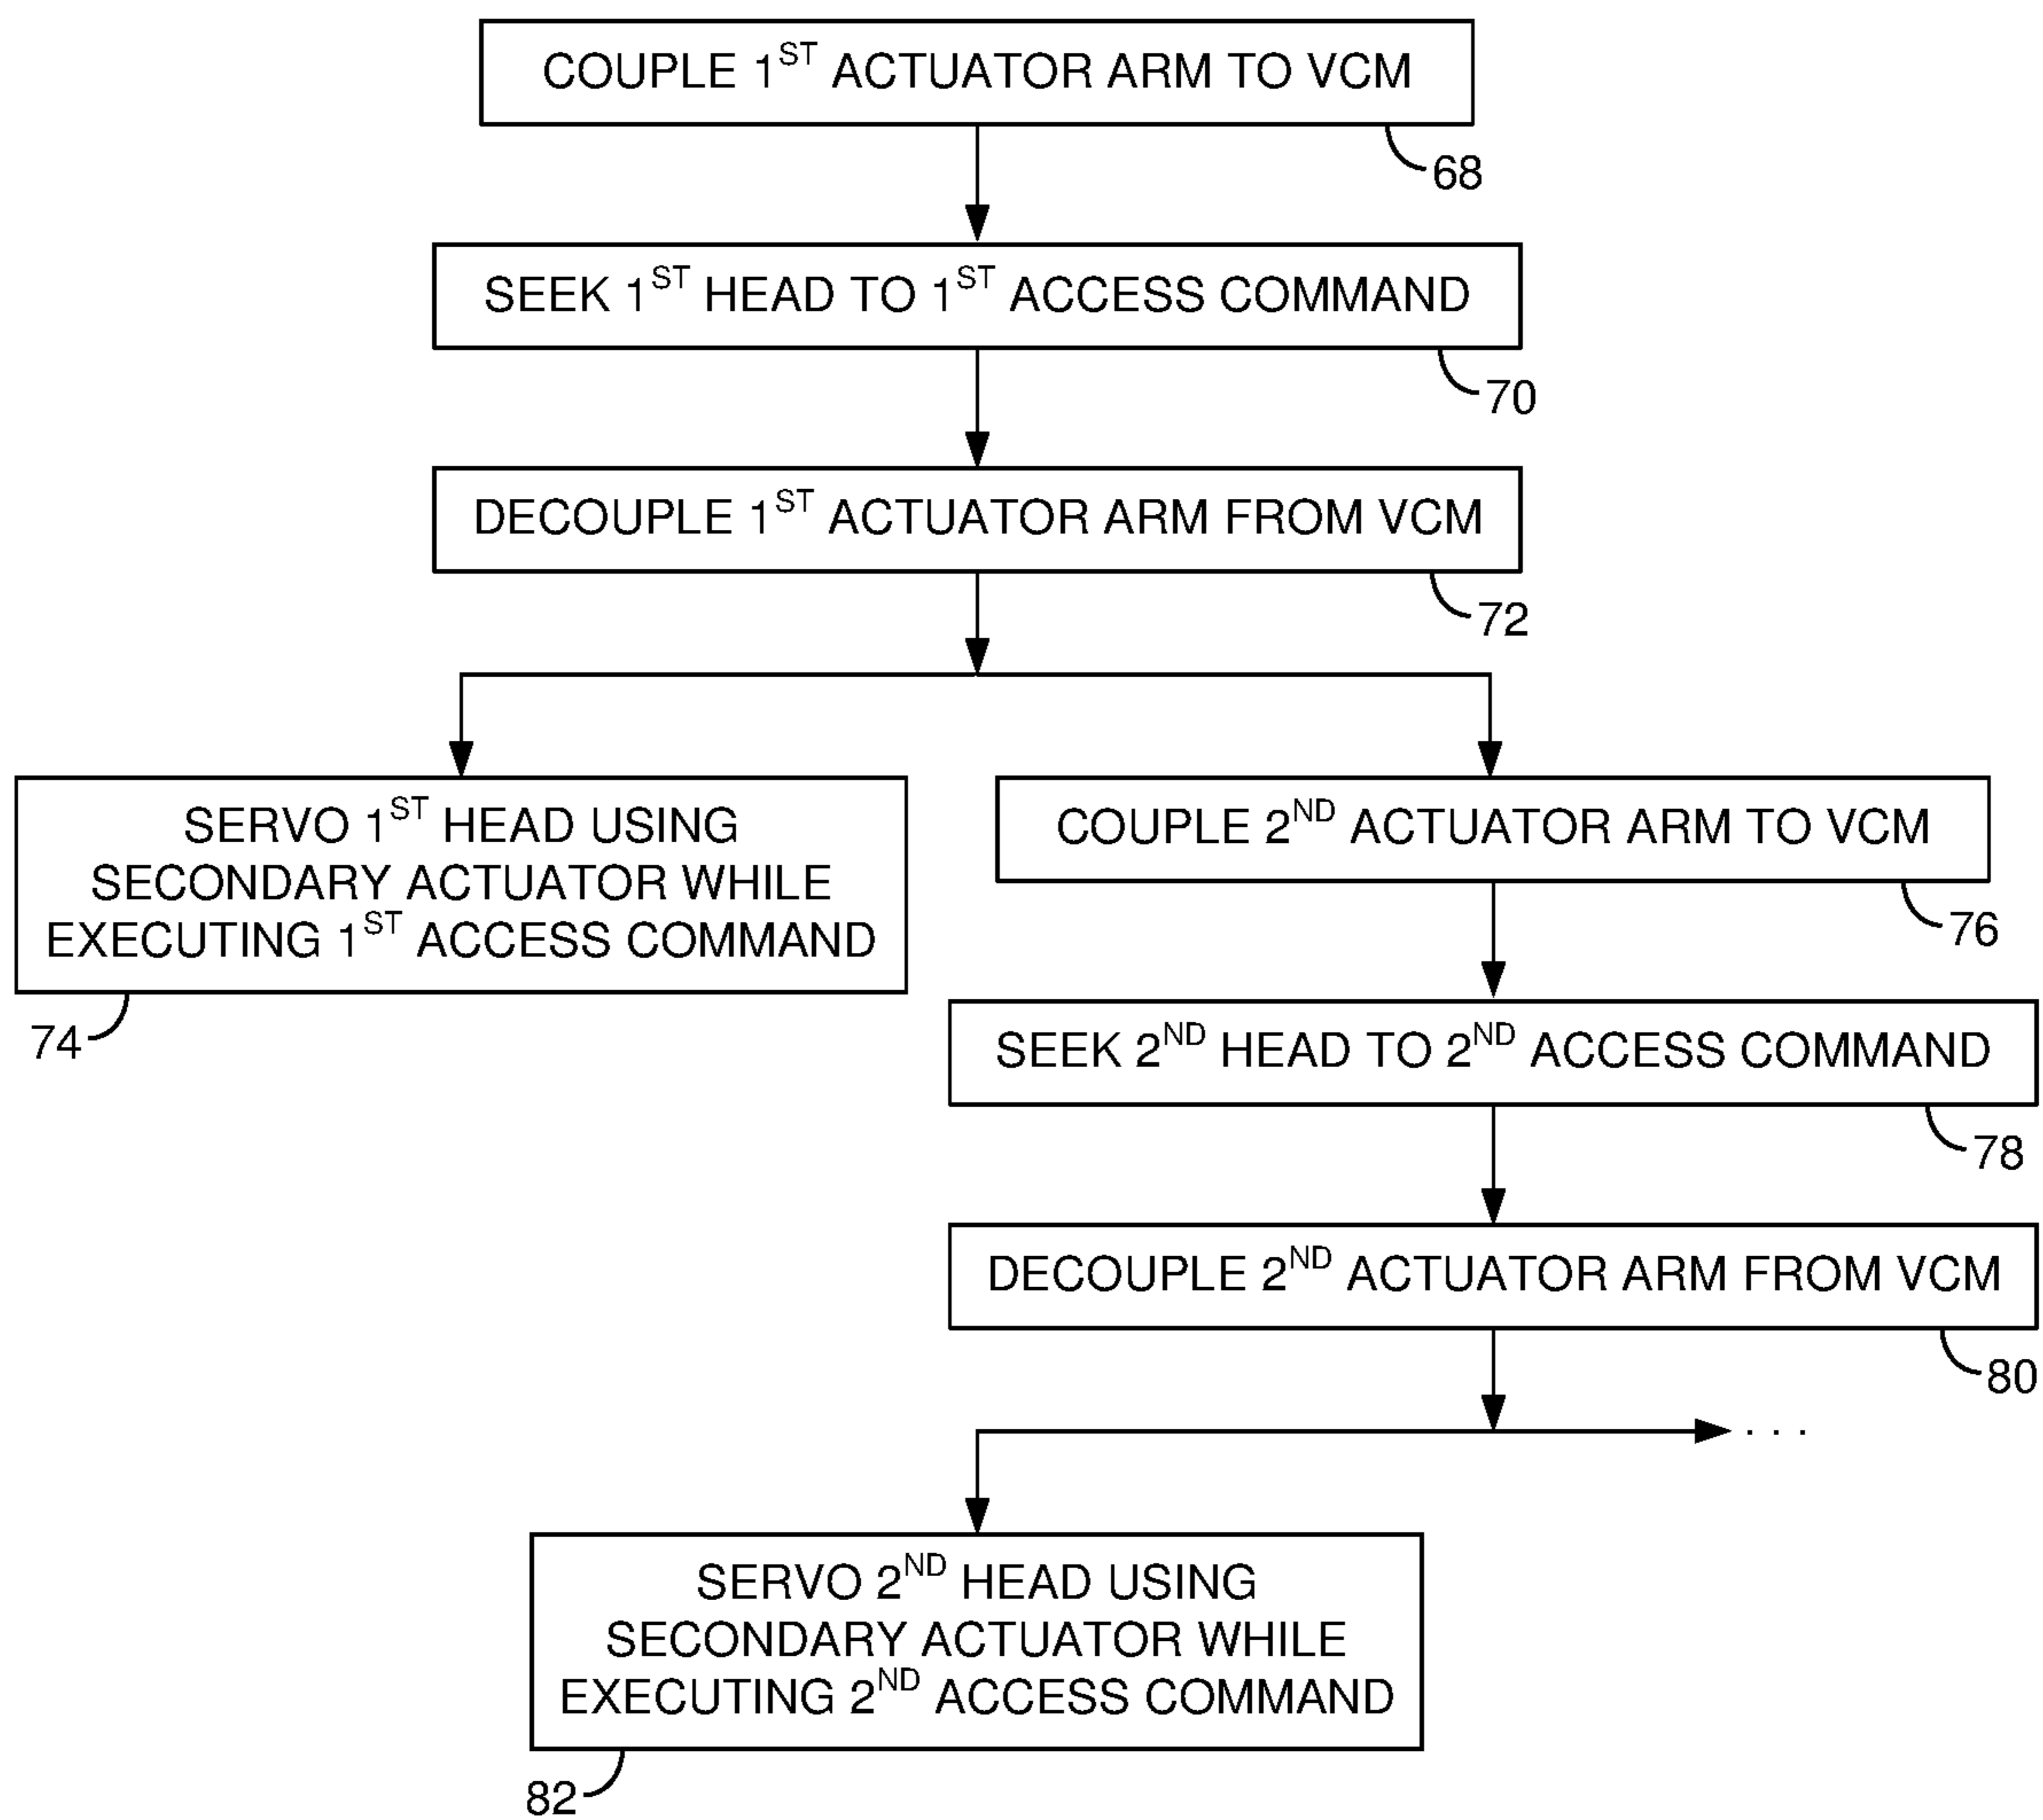 COUPLE 1ST ACTUATOR ARM TO VCM
68
SEEK 1ST HEAD TO 1ST ACCESS COMMAND
70
DECOUPLE 1ST ACTUATOR ARM FROM VCM
72
SERVO 1ST HEAD USING
SECONDARY ACTUATOR WHILE
EXECUTING 1ST ACCESS COMMAND
74
COUPLE 2ND ACTUATOR ARM TO VCM
76
SEEK 2ND HEAD TO 2ND ACCESS COMMAND
78
DECOUPLE 2ND ACTUATOR ARM FROM VCM
80
. . .
SERVO 2ND HEAD USING
SECONDARY ACTUATOR WHILE
EXECUTING 2ND ACCESS COMMAND
82